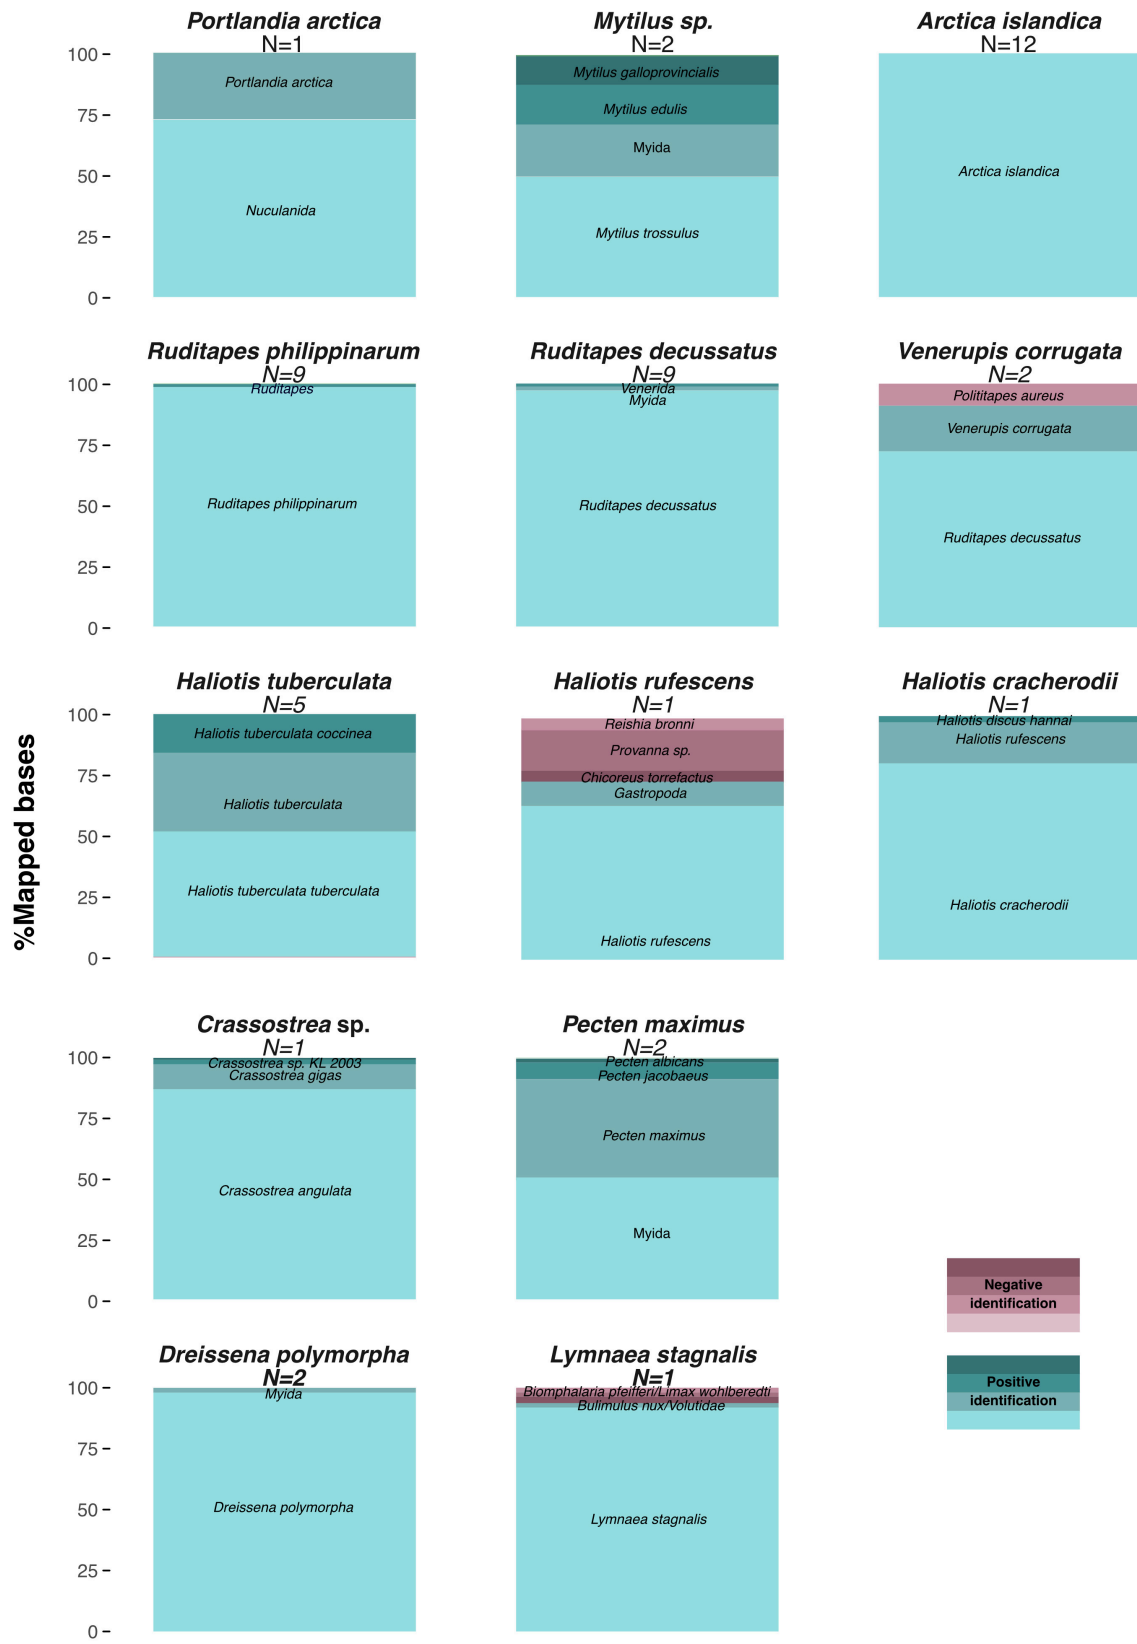 Portlandia arctica
N=1
Mytilus sp.
N=2
Arctica islandica
N=12
100
75
50
25
0
Portlandia arctica
Nuculanida
Mytilus galloprovincialis
Mytilus edulis
Myida
Mytilus trossulus
Arctica islandica
Ruditapes philippinarum
N=9
Ruditapes decussatus
N=9
Venerupis corrugata
N=2
100
75
50
25
0
Ruditapes
Ruditapes philippinarum
Venerida
Myida
Ruditapes decussatus
Polititapes aureus
Venerupis corrugata
Ruditapes decussatus
%Mapped bases
Haliotis tuberculata
N=5
Haliotis rufescens
N=1
Haliotis cracherodii
N=1
100
75
50
25
0
Haliotis tuberculata coccinea
Haliotis tuberculata
Haliotis tuberculata tuberculata
Reishia bronni
Provanna sp.
Chicoreus torrefactus
Gastropoda
Haliotis rufescens
Haliotis discus hannai
Haliotis rufescens
Haliotis cracherodii
Crassostrea sp.
N=1
Pecten maximus
N=2
100
75
50
25
0
Crassostrea sp. KL 2003
Crassostrea gigas
Crassostrea angulata
Pecten albicans
Pecten jacobaeus
Pecten maximus
Myida
Negative
identification
Positive
identification
Dreissena polymorpha
N=2
Lymnaea stagnalis
N=1
100
75
50
25
0
Myida
Dreissena polymorpha
Biomphalaria pfeifferi/Limax wohlberedti
Bulimulus nux/Volutidae
Lymnaea stagnalis